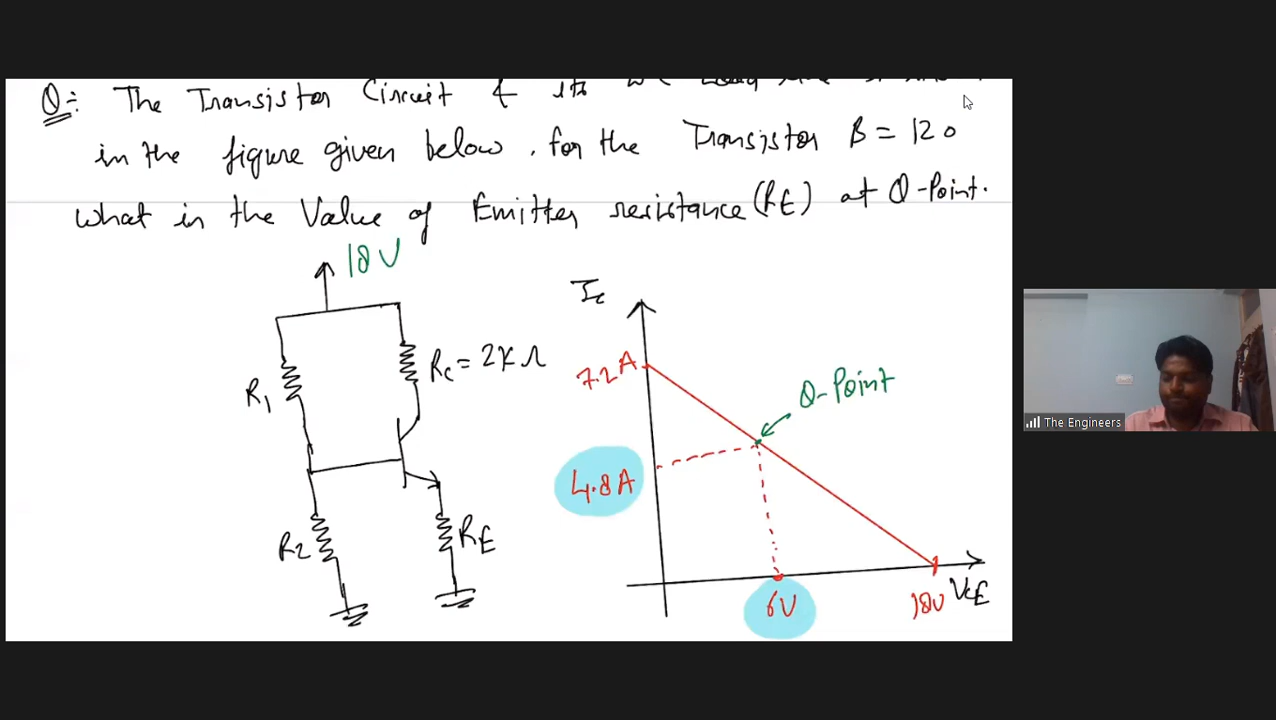 Q:- The Transistor Circuit & its
in the figure given below. for the Transistor β = 120
what in the Value of Emitter resistance (RE) at Q-Point.
18V
Ic
RC = 2KΩ
7.2A
Q-Point
R1
4.8A
R2
RE
6V
18V
VCE
The Engineers